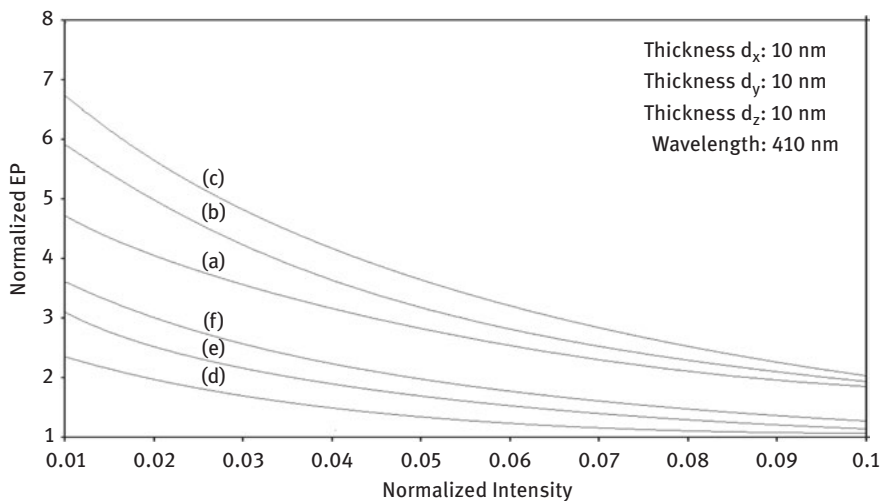 8
7
6
5
4
3
2
1
Normalized EP
Thickness dx: 10 nm
Thickness dy: 10 nm
Thickness dz: 10 nm
Wavelength: 410 nm
(c)
(b)
(a)
(f)
(e)
(d)
0.01 0.02 0.03 0.04 0.05 0.06 0.07 0.08 0.09 0.1
Normalized Intensity